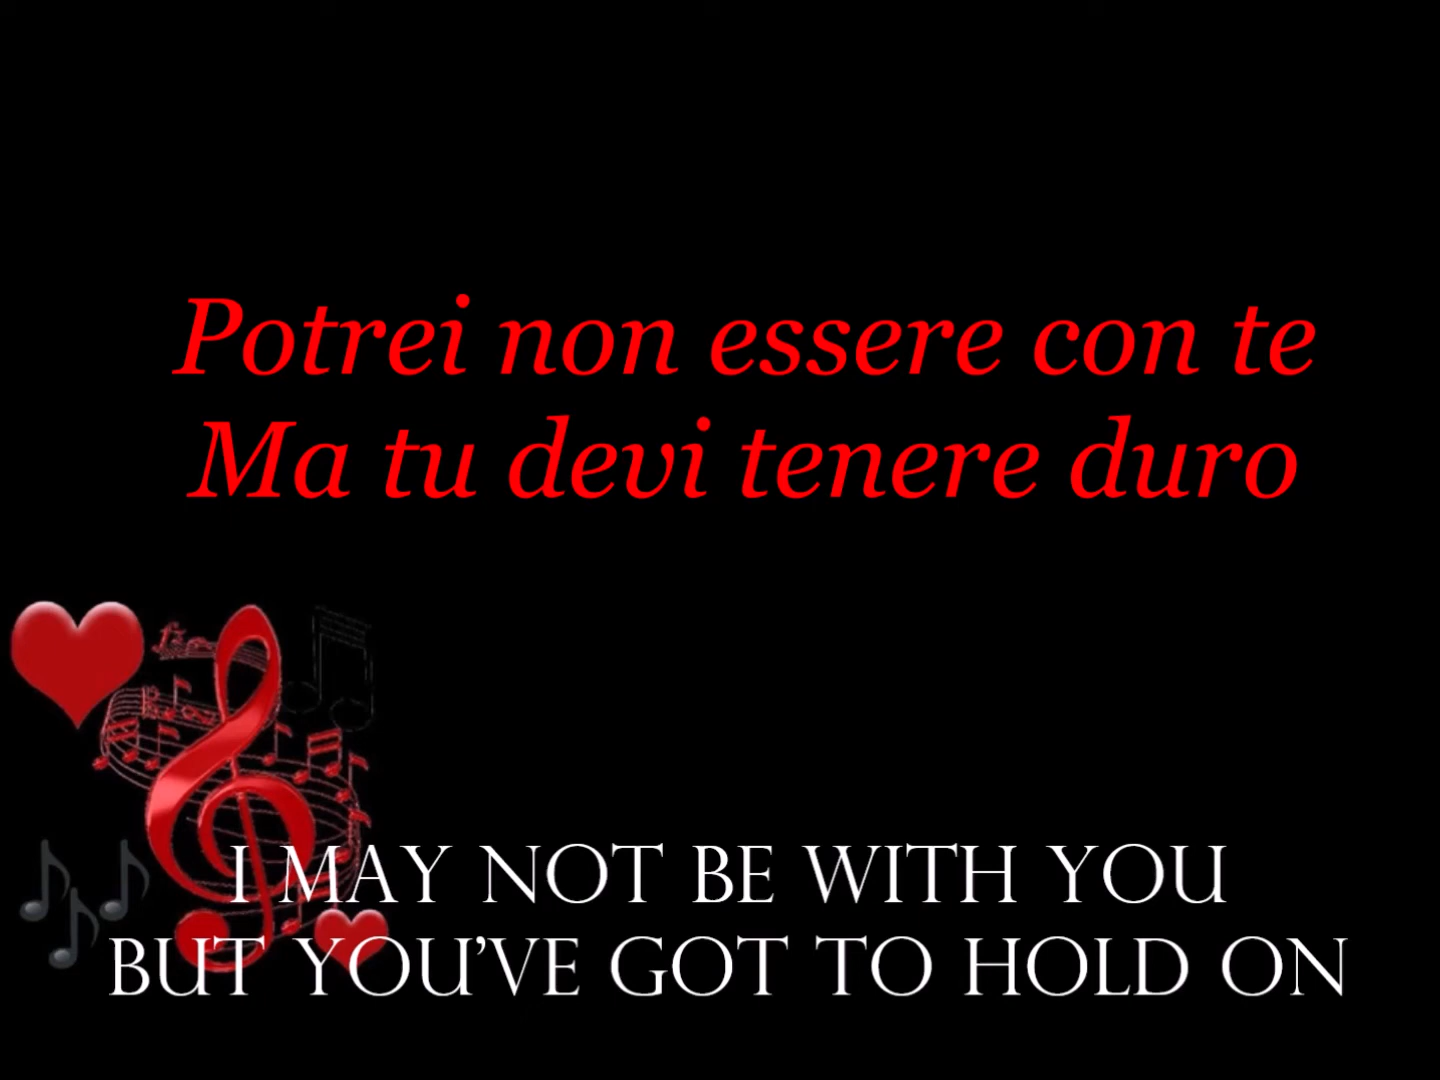 Potrei non essere con te
Ma tu devi tenere duro
I MAY NOT BE WITH YOU
BUT YOU'VE GOT TO HOLD ON